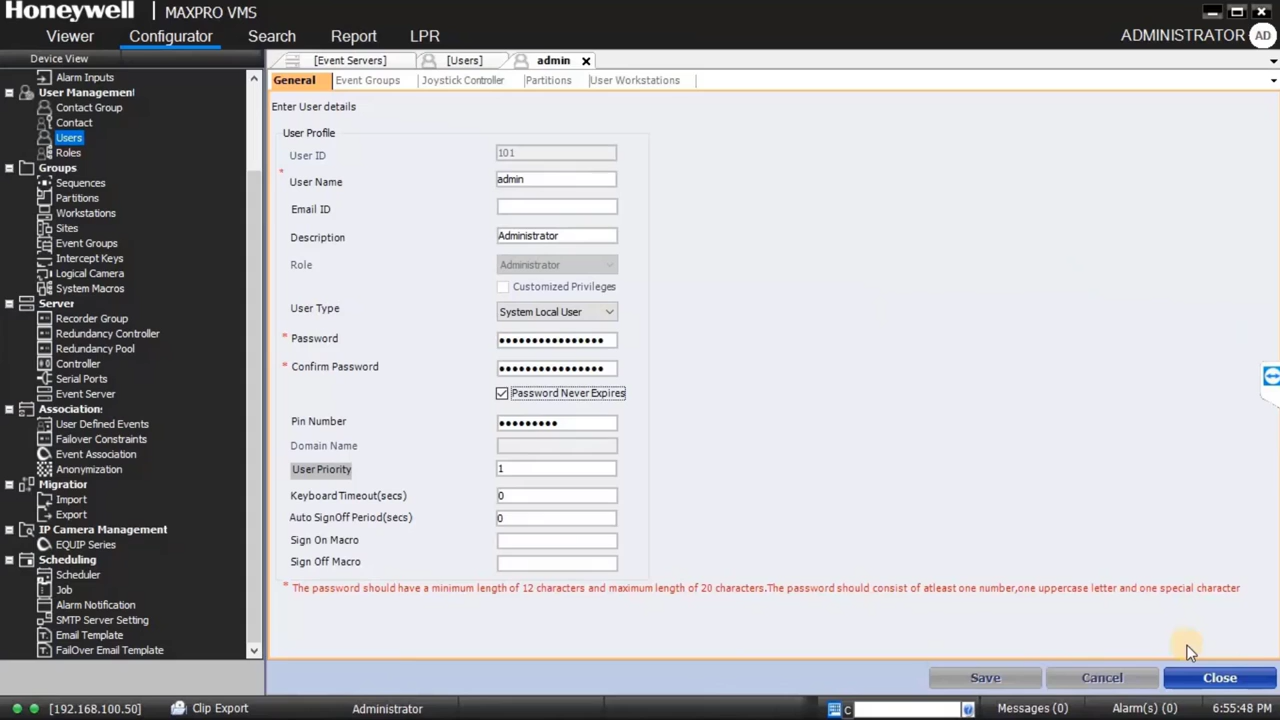 Honeywell | MAXPRO VMS
Viewer Configurator Search Report LPR
ADMINISTRATOR AD
Device View
[Event Servers] [Users] admin
General Event Groups Joystick Controller Partitions User Workstations
Alarm Inputs
User Management
Contact Group
Contact
Users
Roles
Groups
Sequences
Partitions
Workstations
Sites
Event Groups
Intercept Keys
Logical Camera
System Macros
Server
Recorder Group
Redundancy Controller
Redundancy Pool
Controller
Serial Ports
Event Server
Association
User Defined Events
Failover Constraints
Event Association
Anonymization
Migration
Import
Export
IP Camera Management
EQUIP Series
Scheduling
Scheduler
Job
Alarm Notification
SMTP Server Setting
Email Template
FailOver Email Template
Enter User details
User Profile
User ID 101
* User Name admin
Email ID
Description Administrator
Role Administrator
Customized Privileges
User Type System Local User
* Password ••••••••••••••••
* Confirm Password ••••••••••••••••
Password Never Expires
Pin Number •••••••••
Domain Name
User Priority 1
Keyboard Timeout(secs) 0
Auto SignOff Period(secs) 0
Sign On Macro
Sign Off Macro
* The password should have a minimum length of 12 characters and maximum length of 20 characters.The password should consist of atleast one number,one uppercase letter and one special character
Save Cancel Close
[192.168.100.50] Clip Export Administrator C Messages (0) Alarm(s) (0) 6:55:48 PM